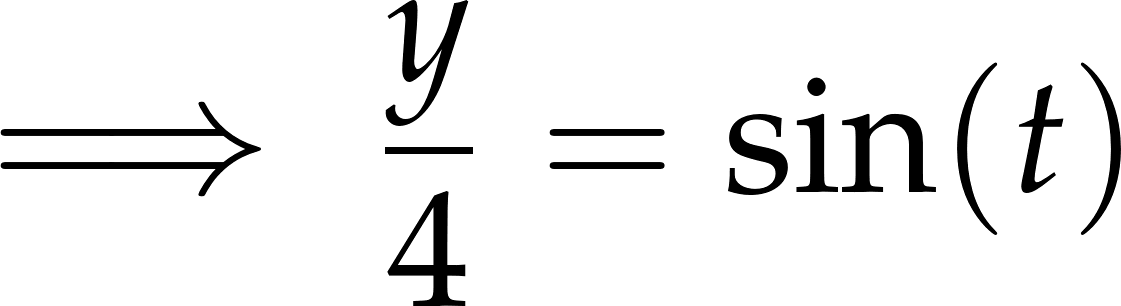 ⟹ y/4 = sin(t)